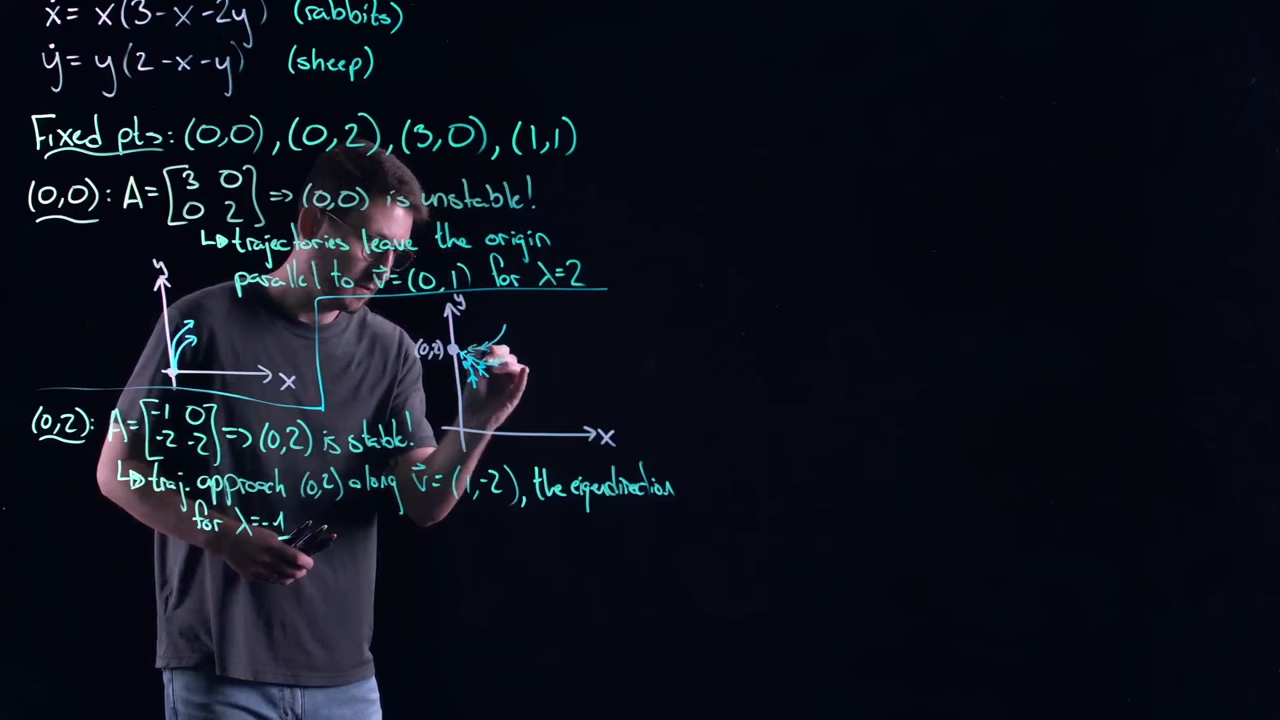 ẋ= x(3-x-2y) (rabbits)
ẏ= y(2-x-y) (sheep)
Fixed pts: (0,0), (0,2), (3,0), (1,1)
(0,0): A=[3 0
0 2] => (0,0) is unstable!
↳ trajectories leave the origin
parallel to v⃗=(0,1) for λ=2
y
x
y
(0,2)
x
(0,2): A=[-1 0
-2 -2] => (0,2) is stable!
↳ traj. approach (0,2) along v⃗=(1,-2), the eigendirection
for λ=-1